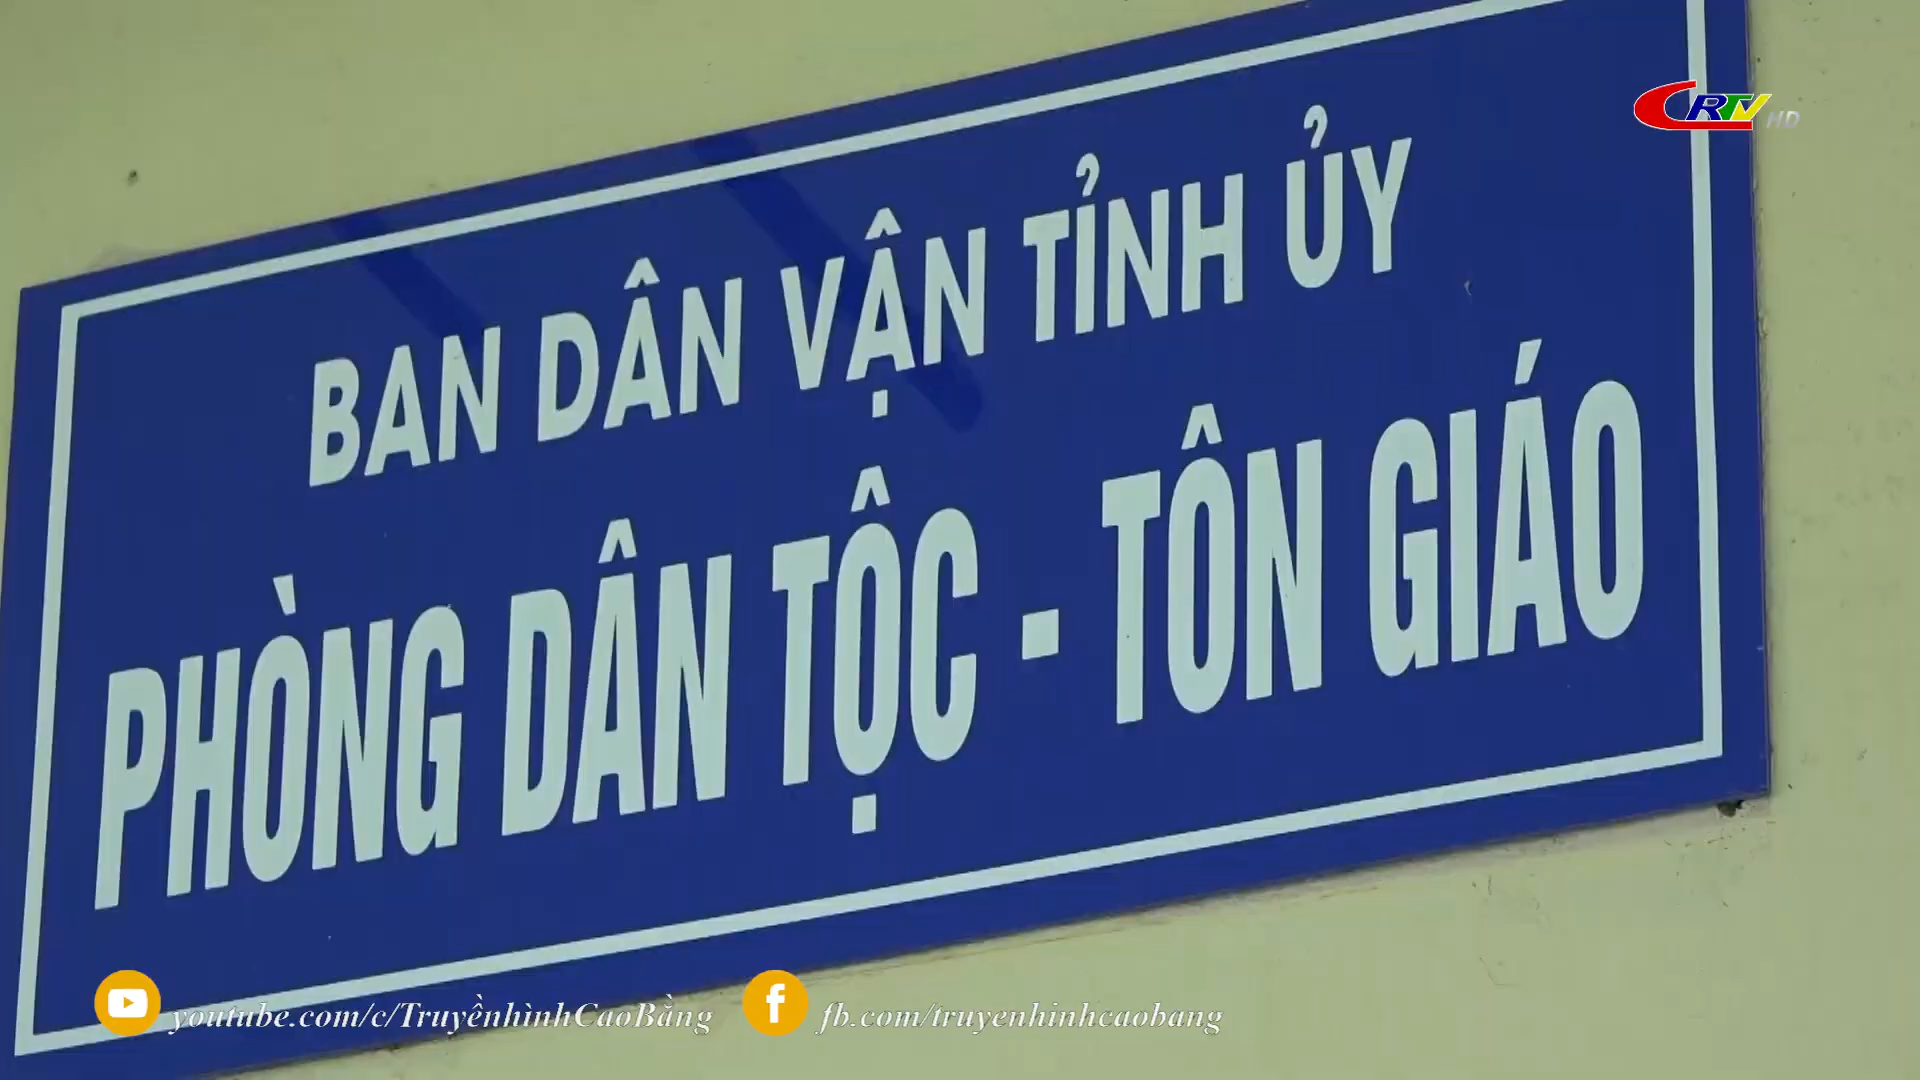 CRTV HD
BAN DÂN VẬN TỈNH ỦY
PHÒNG DÂN TỘC - TÔN GIÁO
youtube.com/c/TruyềnhìnhCaoBằng
fb.com/truyenhinhcaobang